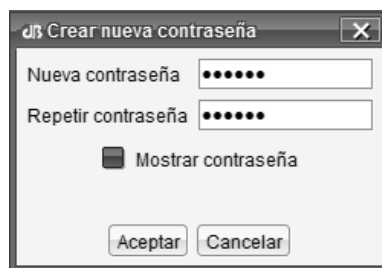 dB Crear nueva contraseña
Nueva contraseña ••••••
Repetir contraseña ••••••
Mostrar contraseña
Aceptar Cancelar